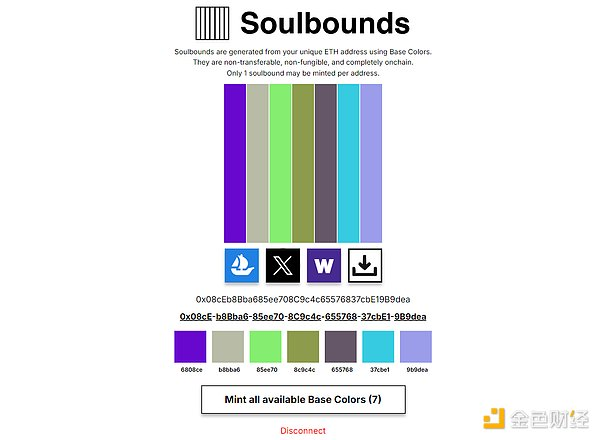 Soulbounds
Soulbounds are generated from your unique ETH address using Base Colors.
They are non-transferable, non-fungible, and completely onchain.
Only 1 soulbound may be minted per address.
W
0x08cEb8Bba685ee708C9c4c65576837cbE19B9dea
0x08cE-b8Bba6-85ee70-8C9c4c-655768-37cbE1-9B9dea
6808ce b8bba6 85ee70 8c9c4c 655768 37cbe1 9b9dea
Mint all available Base Colors (7)
Disconnect
金色财经